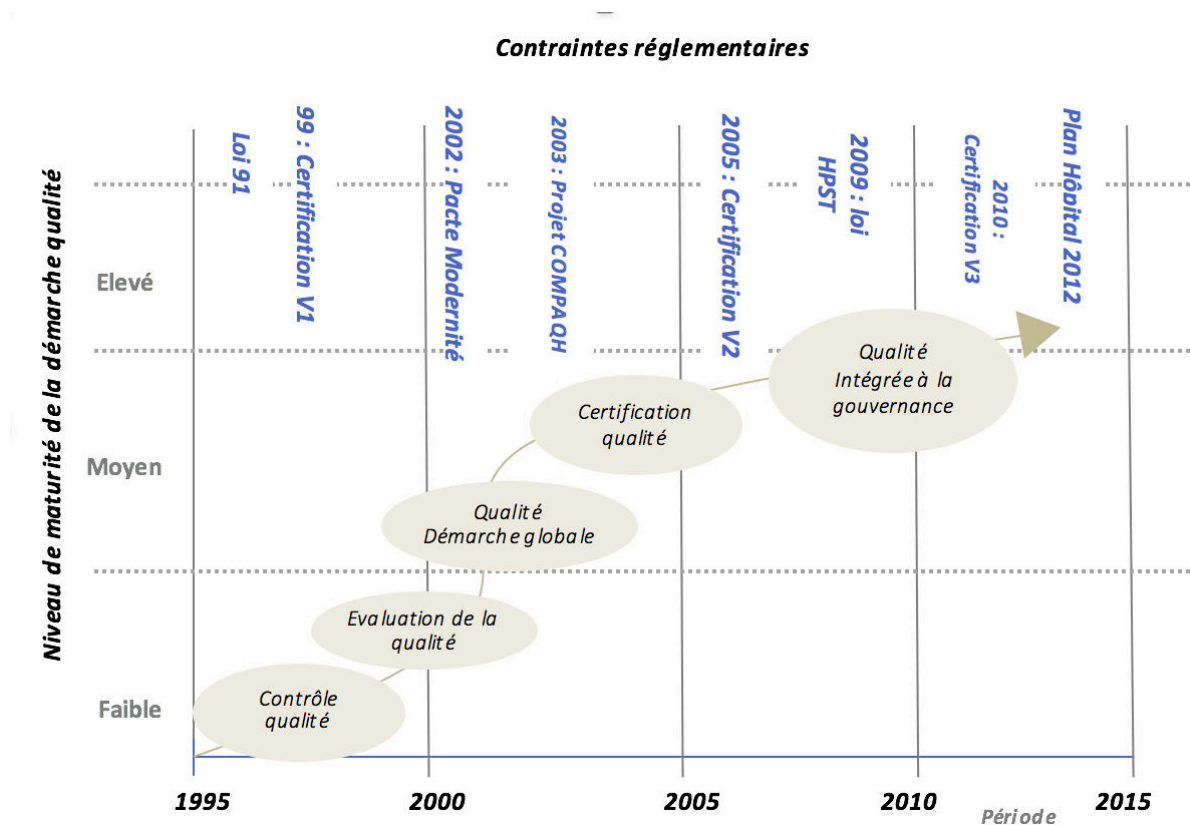 Contraintes réglementaires
Niveau de maturité de la démarche qualité
Loi 91
99 : Certification V1
2002 : Pacte Modernité
2003 : Projet COMPAQH
2005 : Certification V2
2009 : loi
HPST
2010 :
Certification V3
Plan Hôpital 2012
Elevé
Moyen
Faible
Qualité
Intégrée à la
gouvernance
Certification
qualité
Qualité
Démarche globale
Evaluation de la
qualité
Contrôle
qualité
1995
2000
2005
2010
2015
Période